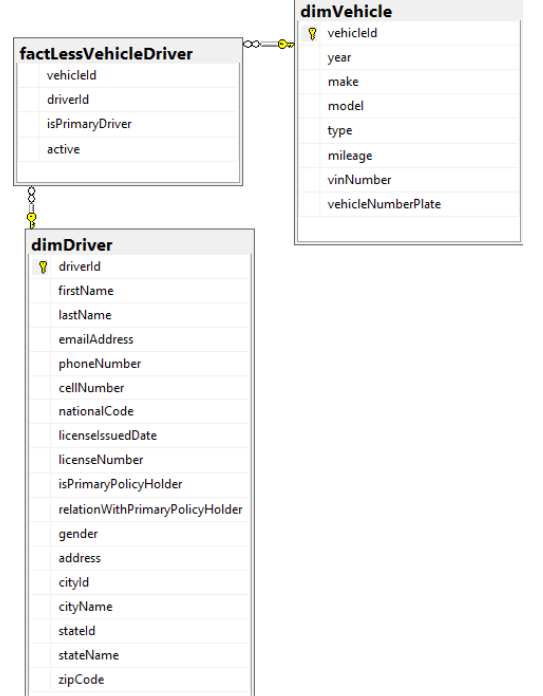 factLessVehicleDriver
vehicleId
driverId
isPrimaryDriver
active
dimVehicle
vehicleId
year
make
model
type
mileage
vinNumber
vehicleNumberPlate
dimDriver
driverId
firstName
lastName
emailAddress
phoneNumber
cellNumber
nationalCode
licenseIssuedDate
licenseNumber
isPrimaryPolicyHolder
relationWithPrimaryPolicyHolder
gender
address
cityId
cityName
stateId
stateName
zipCode